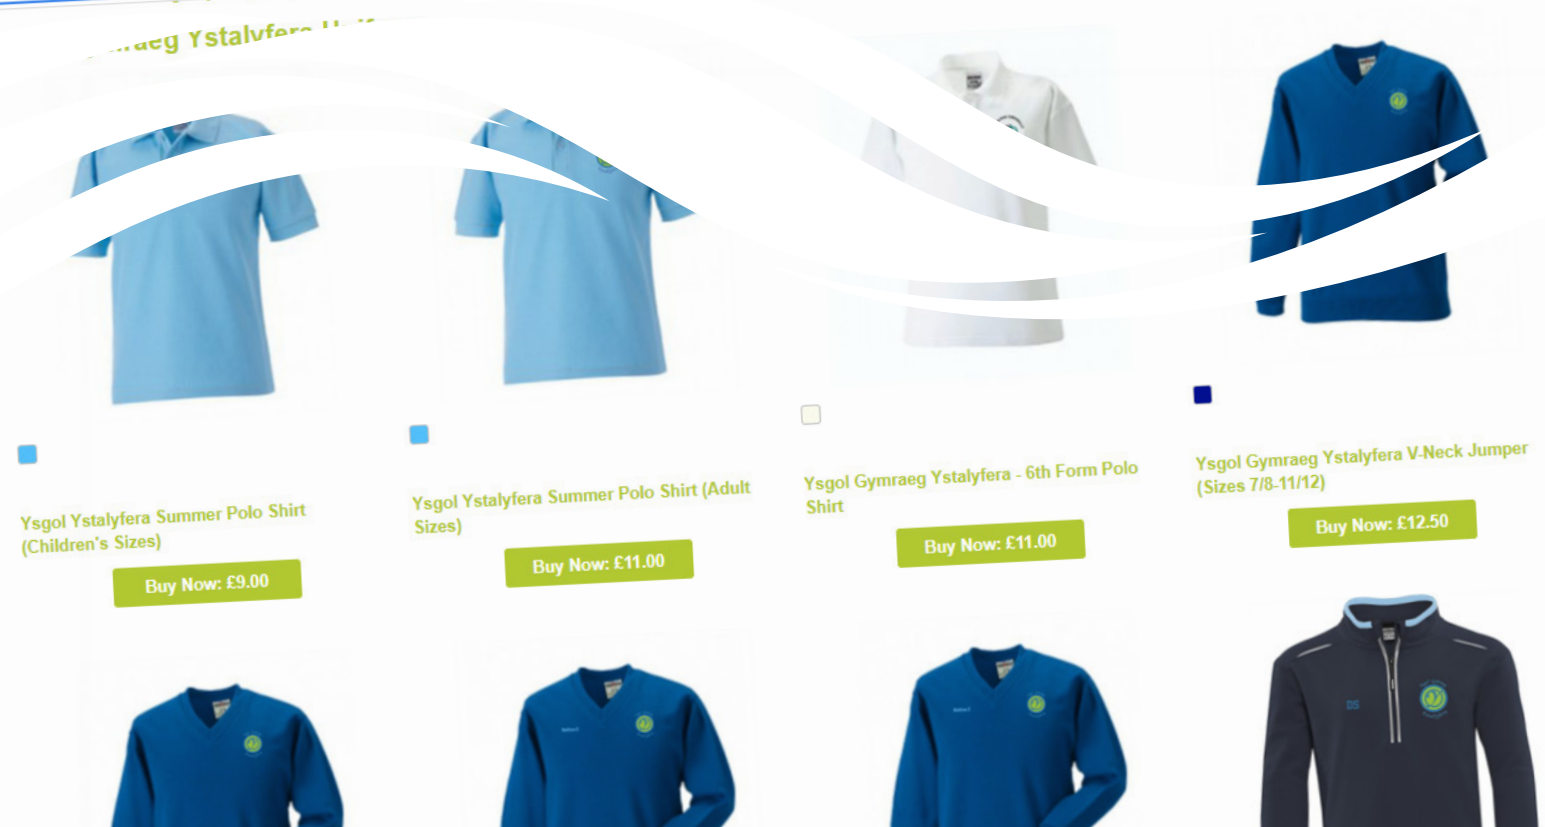 Ystalyfera
Ysgol Ystalyfera Summer Polo Shirt
(Children's Sizes)
Buy Now: £9.00
Ysgol Ystalyfera Summer Polo Shirt (Adult
Sizes)
Buy Now: £11.00
Ysgol Gymraeg Ystalyfera - 6th Form Polo
Shirt
Buy Now: £11.00
Ysgol Gymraeg Ystalyfera V-Neck Jumper
(Sizes 7/8-11/12)
Buy Now: £12.50
DS